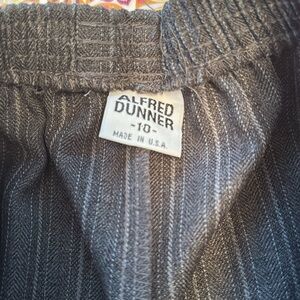 ALFRED
DUNNER
-10-
MADE IN U.S.A.